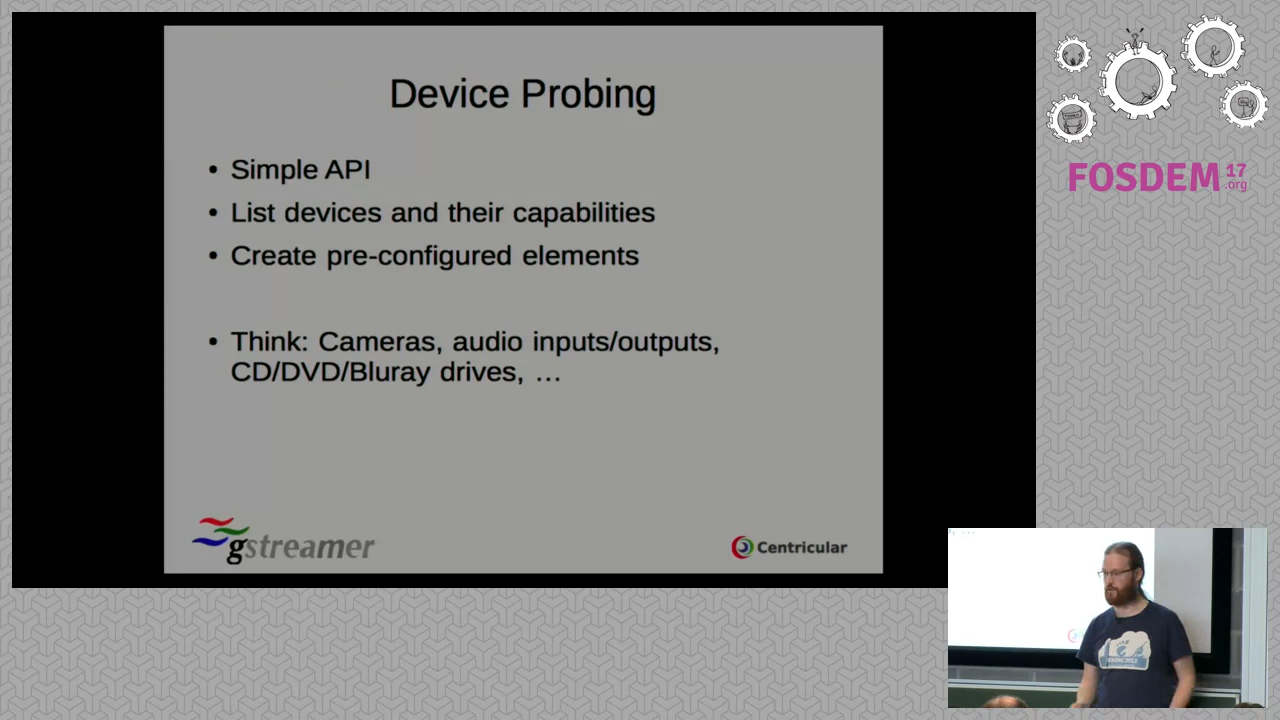 Device Probing
• Simple API
• List devices and their capabilities
• Create pre-configured elements
• Think: Cameras, audio inputs/outputs,
CD/DVD/Bluray drives, …
gstreamer
Centricular
FOSDEM 17
.org